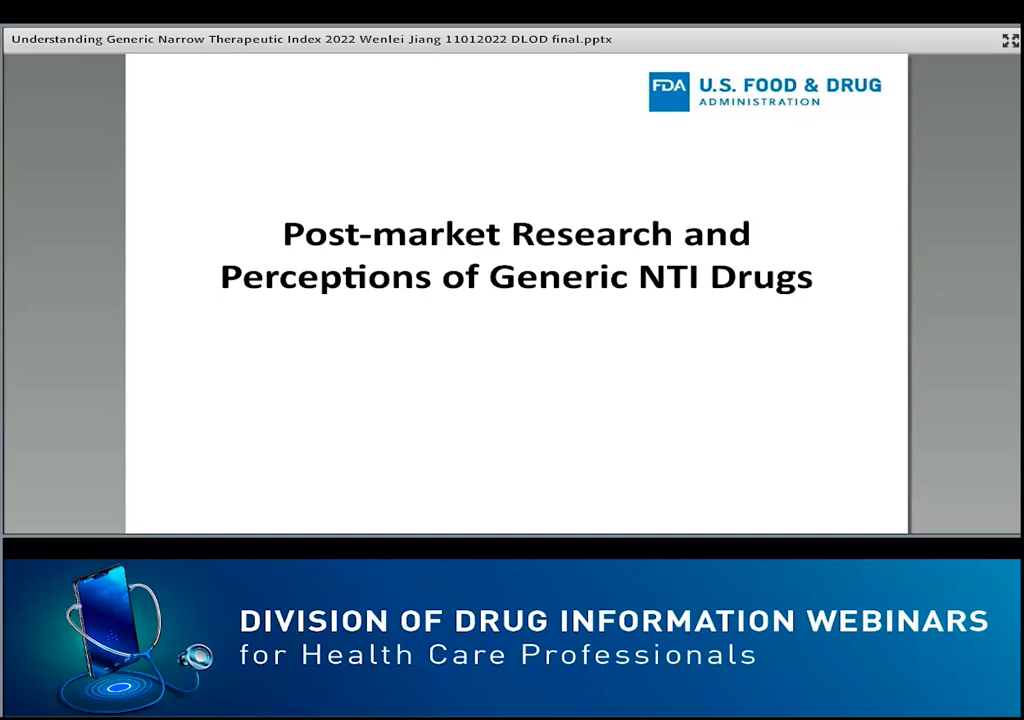 Understanding Generic Narrow Therapeutic Index 2022 Wenlei Jiang 11012022 DLOD final.pptx
FDA U.S. FOOD & DRUG
ADMINISTRATION
Post-market Research and
Perceptions of Generic NTI Drugs
DIVISION OF DRUG INFORMATION WEBINARS
for Health Care Professionals